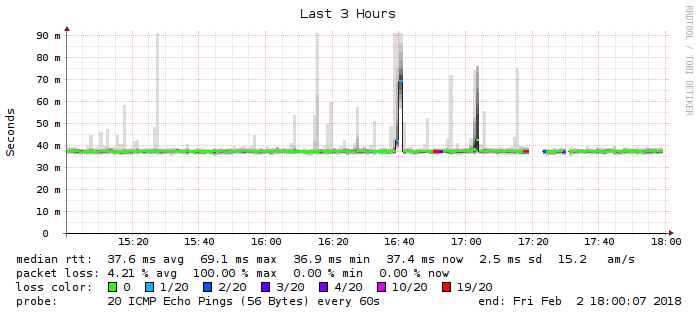 Last 3 Hours
RRDTOOL / TOBI OETIKER
Seconds
90 m
80 m
70 m
60 m
50 m
40 m
30 m
20 m
10 m
0
15:20 15:40 16:00 16:20 16:40 17:00 17:20 17:40 18:00
median rtt: 37.6 ms avg 69.1 ms max 36.9 ms min 37.4 ms now 2.5 ms sd 15.2 am/s
packet loss: 4.21 % avg 100.00 % max 0.00 % min 0.00 % now
loss color: 0 1/20 2/20 3/20 4/20 10/20 19/20
probe: 20 ICMP Echo Pings (56 Bytes) every 60s end: Fri Feb 2 18:00:07 2018